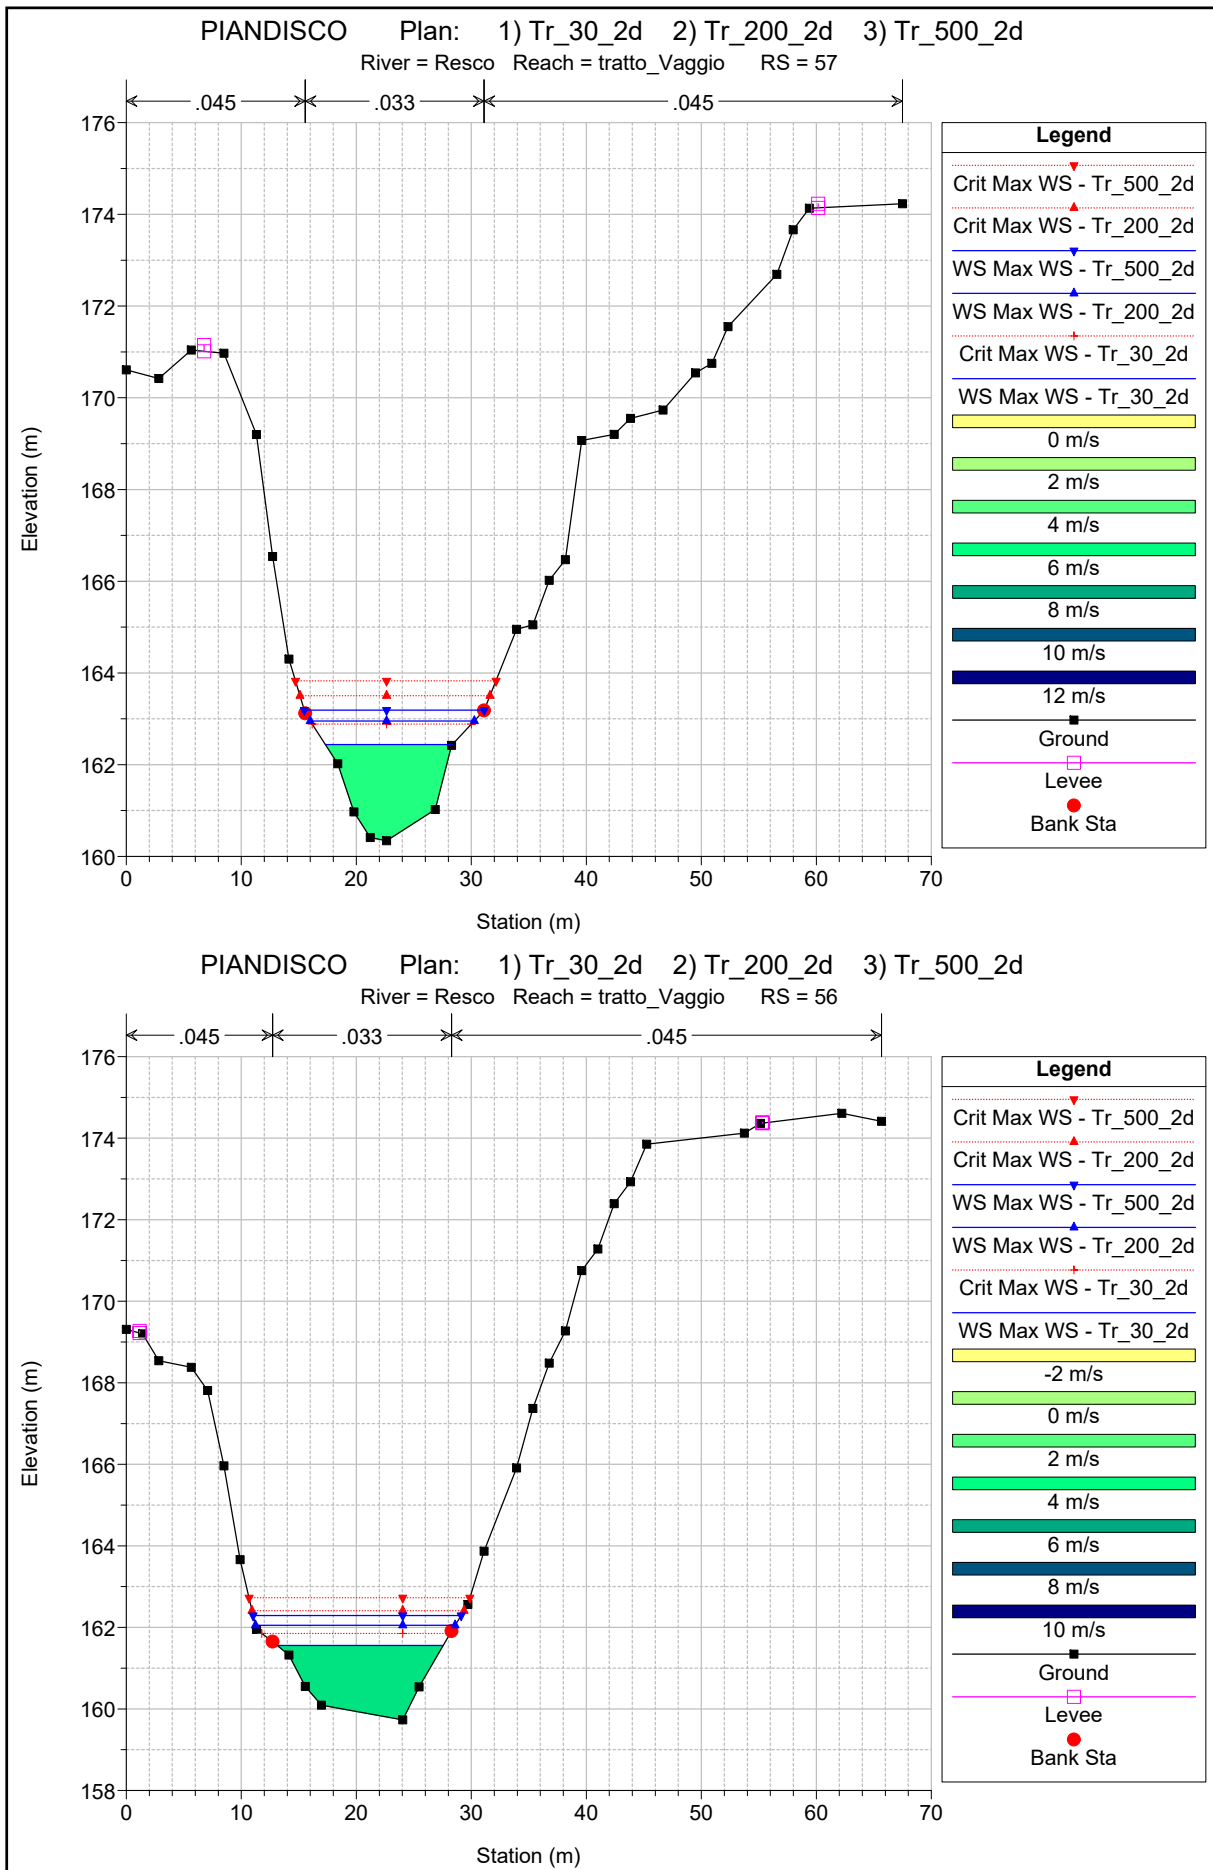 PIANDISCO Plan: 1) Tr_30_2d 2) Tr_200_2d 3) Tr_500_2d
River = Resco Reach = tratto_Vaggio RS = 57
.045 .033 .045
176
174
172
170
168
166
164
162
160
Elevation (m)
0 10 20 30 40 50 60 70
Station (m)
Legend
Crit Max WS - Tr_500_2d
Crit Max WS - Tr_200_2d
WS Max WS - Tr_500_2d
WS Max WS - Tr_200_2d
Crit Max WS - Tr_30_2d
WS Max WS - Tr_30_2d
0 m/s
2 m/s
4 m/s
6 m/s
8 m/s
10 m/s
12 m/s
Ground
Levee
Bank Sta
PIANDISCO Plan: 1) Tr_30_2d 2) Tr_200_2d 3) Tr_500_2d
River = Resco Reach = tratto_Vaggio RS = 56
.045 .033 .045
176
174
172
170
168
166
164
162
160
158
Elevation (m)
0 10 20 30 40 50 60 70
Station (m)
Legend
Crit Max WS - Tr_500_2d
Crit Max WS - Tr_200_2d
WS Max WS - Tr_500_2d
WS Max WS - Tr_200_2d
Crit Max WS - Tr_30_2d
WS Max WS - Tr_30_2d
-2 m/s
0 m/s
2 m/s
4 m/s
6 m/s
8 m/s
10 m/s
Ground
Levee
Bank Sta